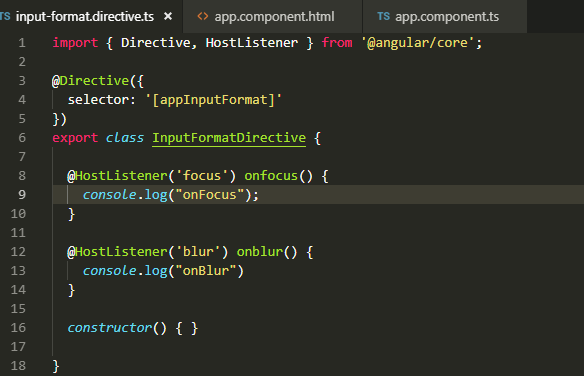 TS input-format.directive.ts × <> app.component.html TS app.component.ts
1 import { Directive, HostListener } from '@angular/core';
2
3 @Directive({
4   selector: '[appInputFormat]'
5 })
6 export class InputFormatDirective {
7
8   @HostListener('focus') onfocus() {
9     console.log("onFocus");
10   }
11
12   @HostListener('blur') onblur() {
13     console.log("onBlur")
14   }
15
16   constructor() { }
17
18 }